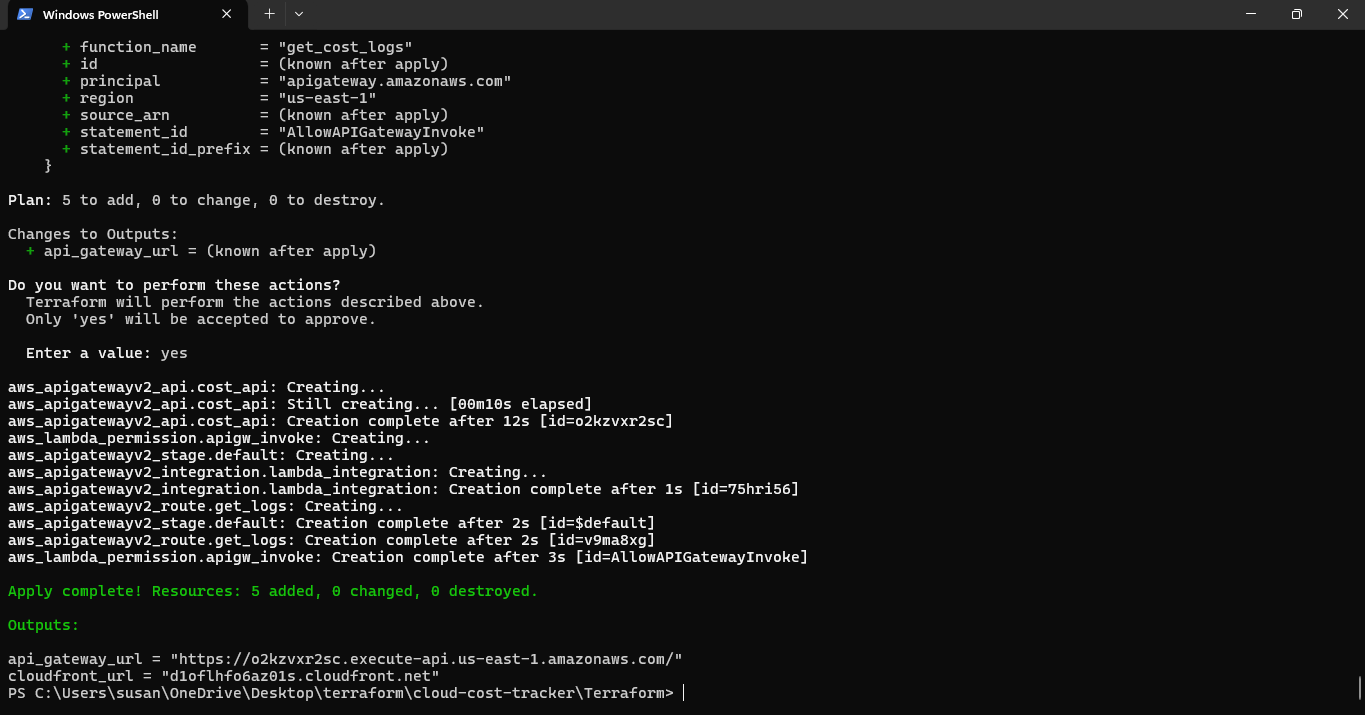 Windows PowerShell
+ function_name       = "get_cost_logs"
+ id                  = (known after apply)
+ principal           = "apigateway.amazonaws.com"
+ region              = "us-east-1"
+ source_arn          = (known after apply)
+ statement_id        = "AllowAPIGatewayInvoke"
+ statement_id_prefix = (known after apply)
}
Plan: 5 to add, 0 to change, 0 to destroy.
Changes to Outputs:
+ api_gateway_url = (known after apply)
Do you want to perform these actions?
Terraform will perform the actions described above.
Only 'yes' will be accepted to approve.
Enter a value: yes
aws_apigatewayv2_api.cost_api: Creating...
aws_apigatewayv2_api.cost_api: Still creating... [00m10s elapsed]
aws_apigatewayv2_api.cost_api: Creation complete after 12s [id=o2kzvxr2sc]
aws_lambda_permission.apigw_invoke: Creating...
aws_apigatewayv2_stage.default: Creating...
aws_apigatewayv2_integration.lambda_integration: Creating...
aws_apigatewayv2_integration.lambda_integration: Creation complete after 1s [id=75hri56]
aws_apigatewayv2_route.get_logs: Creating...
aws_apigatewayv2_stage.default: Creation complete after 2s [id=$default]
aws_apigatewayv2_route.get_logs: Creation complete after 2s [id=v9ma8xg]
aws_lambda_permission.apigw_invoke: Creation complete after 3s [id=AllowAPIGatewayInvoke]
Apply complete! Resources: 5 added, 0 changed, 0 destroyed.
Outputs:
api_gateway_url = "https://o2kzvxr2sc.execute-api.us-east-1.amazonaws.com/"
cloudfront_url = "d1oflhfo6az01s.cloudfront.net"
PS C:\Users\susan\OneDrive\Desktop\terraform\cloud-cost-tracker\Terraform>